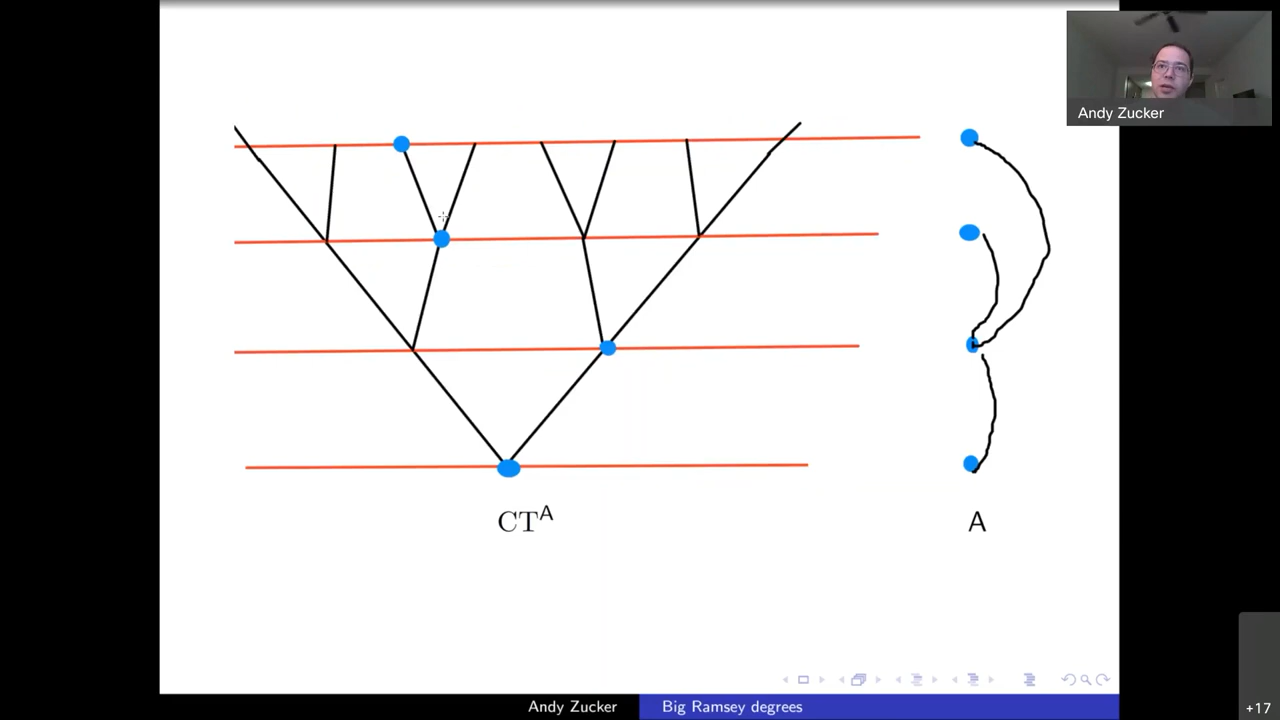 Andy Zucker
CT^A
A
Andy Zucker
Big Ramsey degrees
+17